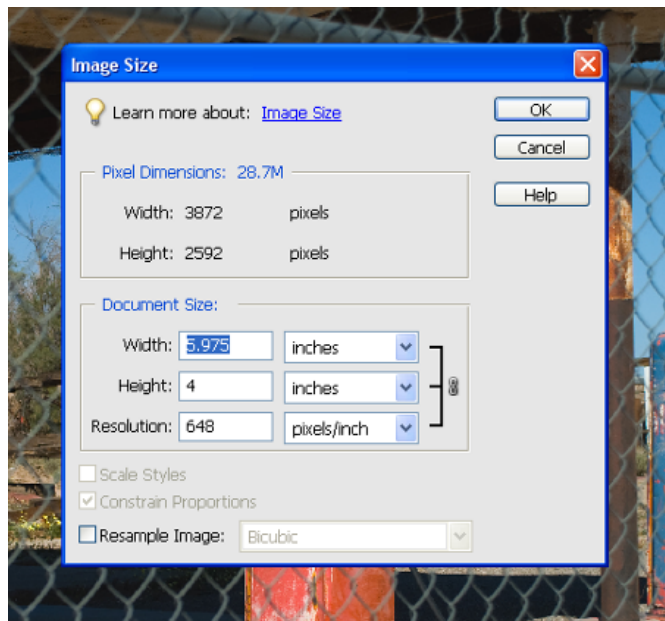 Image Size
Learn more about: Image Size
OK
Cancel
Help
Pixel Dimensions: 28.7M
Width: 3872 pixels
Height: 2592 pixels
Document Size:
Width: 5.975 inches
Height: 4 inches
Resolution: 648 pixels/inch
Scale Styles
Constrain Proportions
Resample Image: Bicubic